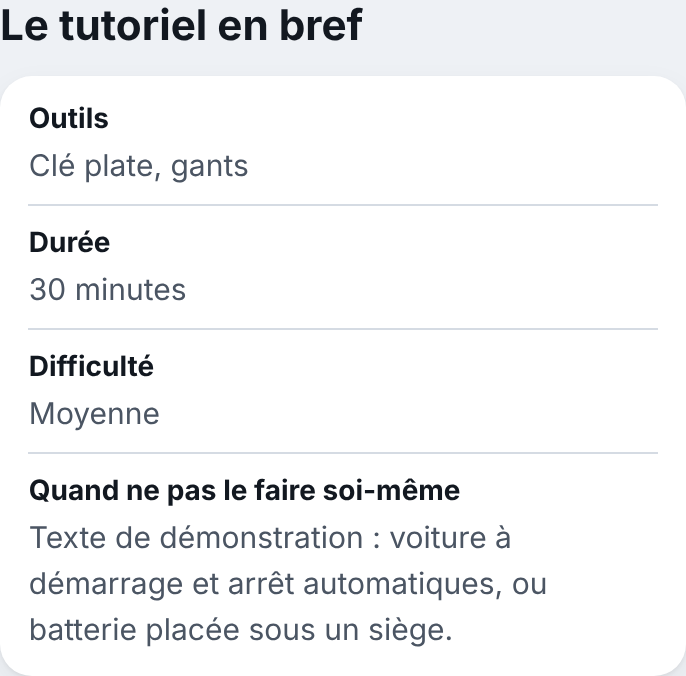 Le tutoriel en bref
Outils
Clé plate, gants
Durée
30 minutes
Difficulté
Moyenne
Quand ne pas le faire soi-même
Texte de démonstration : voiture à
démarrage et arrêt automatiques, ou
batterie placée sous un siège.